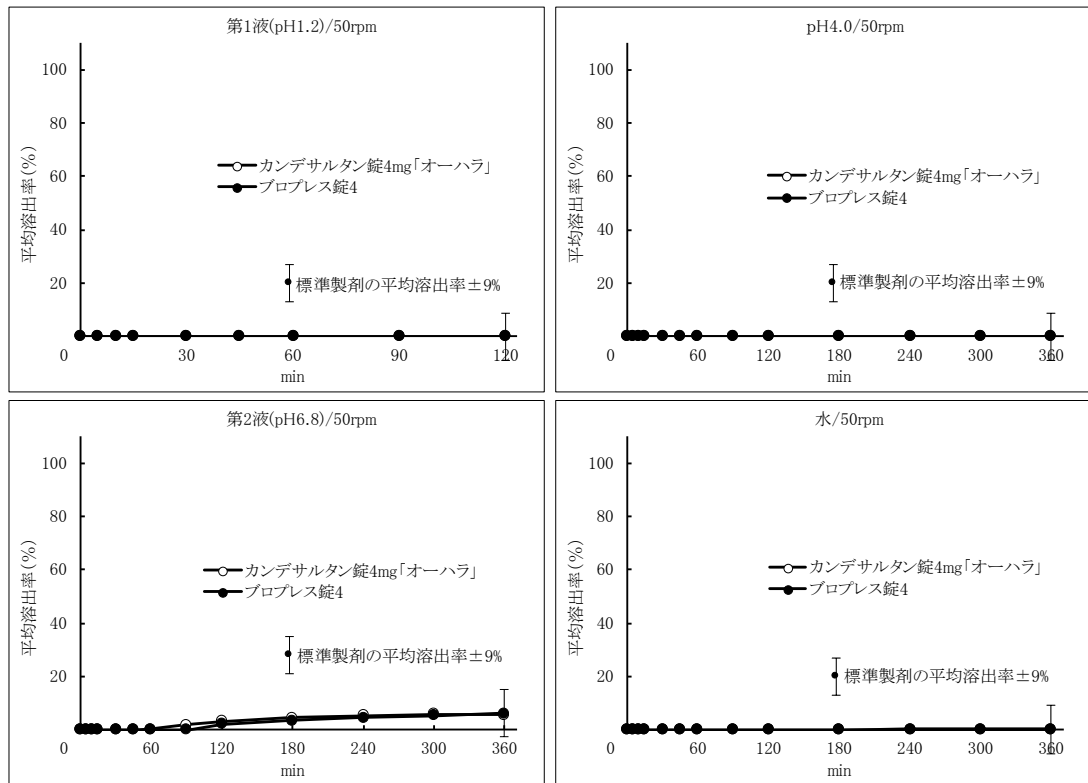 第1液(pH1.2)/50rpm
100
80
60
40
20
0
平均溶出率(%)
カンデサルタン錠4mg「オーハラ」
ブロプレス錠4
標準製剤の平均溶出率±9%
30
60
90
120
min
pH4.0/50rpm
100
80
60
40
20
0
平均溶出率(%)
カンデサルタン錠4mg「オーハラ」
ブロプレス錠4
標準製剤の平均溶出率±9%
60
120
180
240
300
360
min
第2液(pH6.8)/50rpm
100
80
60
40
20
0
平均溶出率(%)
カンデサルタン錠4mg「オーハラ」
ブロプレス錠4
標準製剤の平均溶出率±9%
60
120
180
240
300
360
min
水/50rpm
100
80
60
40
20
0
平均溶出率(%)
カンデサルタン錠4mg「オーハラ」
ブロプレス錠4
標準製剤の平均溶出率±9%
60
120
180
240
300
360
min